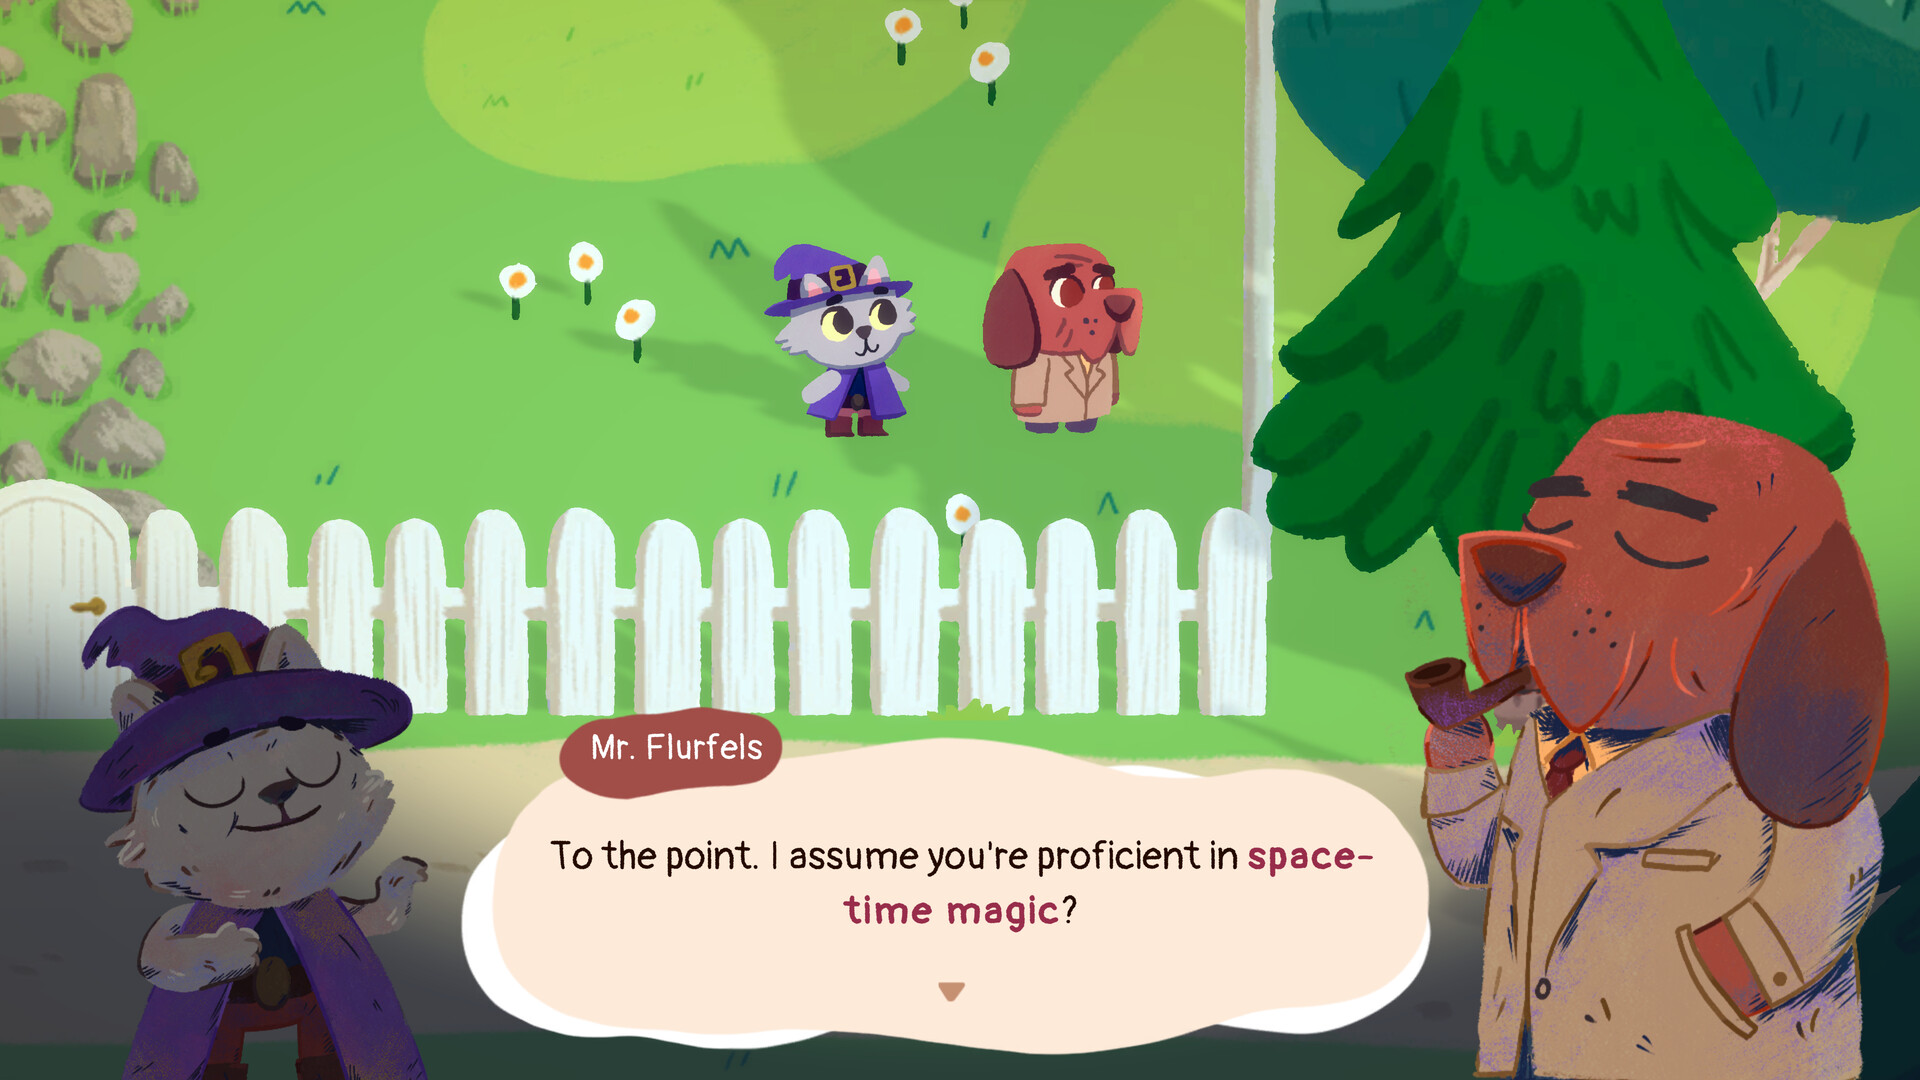 Mr. Flurfels
To the point. I assume you're proficient in space-
time magic?